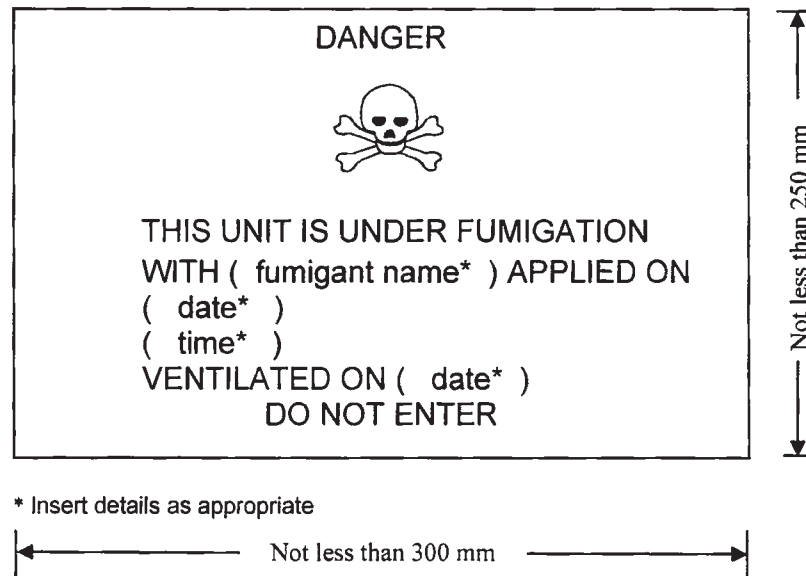 DANGER
THIS UNIT IS UNDER FUMIGATION
WITH ( fumigant name* ) APPLIED ON
( date* )
( time* )
VENTILATED ON ( date* )
DO NOT ENTER
Not less than 250 mm
* Insert details as appropriate
Not less than 300 mm